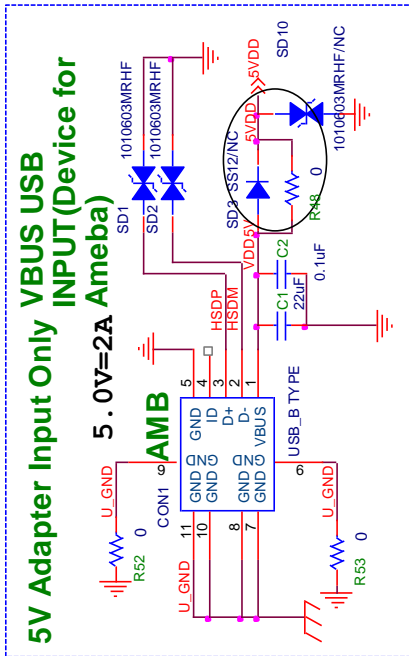 5V Adapter Input Only
VBUS USB
INPUT(Device for
Ameba)
5.0V=2A
AMB
SD1
1010603MRHF
SD2
1010603MRHF
SD10
1010603MRHF/NC
5VDD
5VDD
SD3
SS12/NC
R48
0
VDD5V
C2
0.1uF
C1
22uF
HSDP
HSDM
5
4
3
2
1
GND
ID
D+
D-
VBUS
USB_B TYPE
CON1
9
GND
GND
6
GND
GND
GND
GND
11
10
8
7
U_GND
R52
0
U_GND
R53
0
U_GND